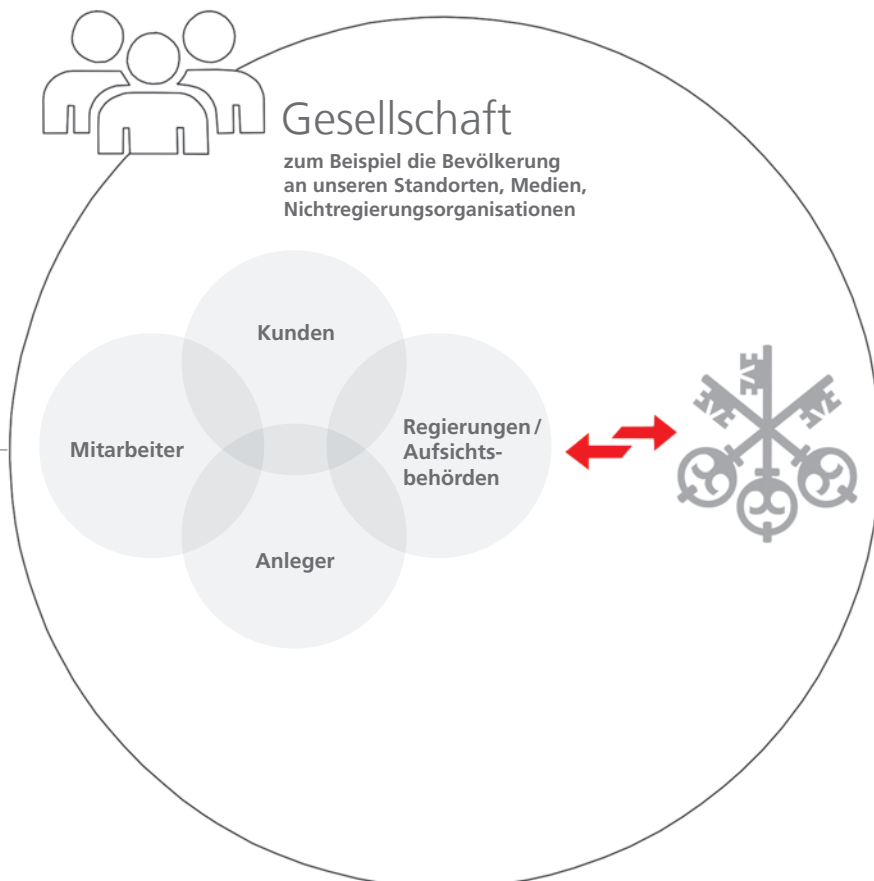 Gesellschaft
zum Beispiel die Bevölkerung
an unseren Standorten, Medien,
Nichtregierungsorganisationen
Kunden
Mitarbeiter
Regierungen /
Aufsichts-
behörden
Anleger